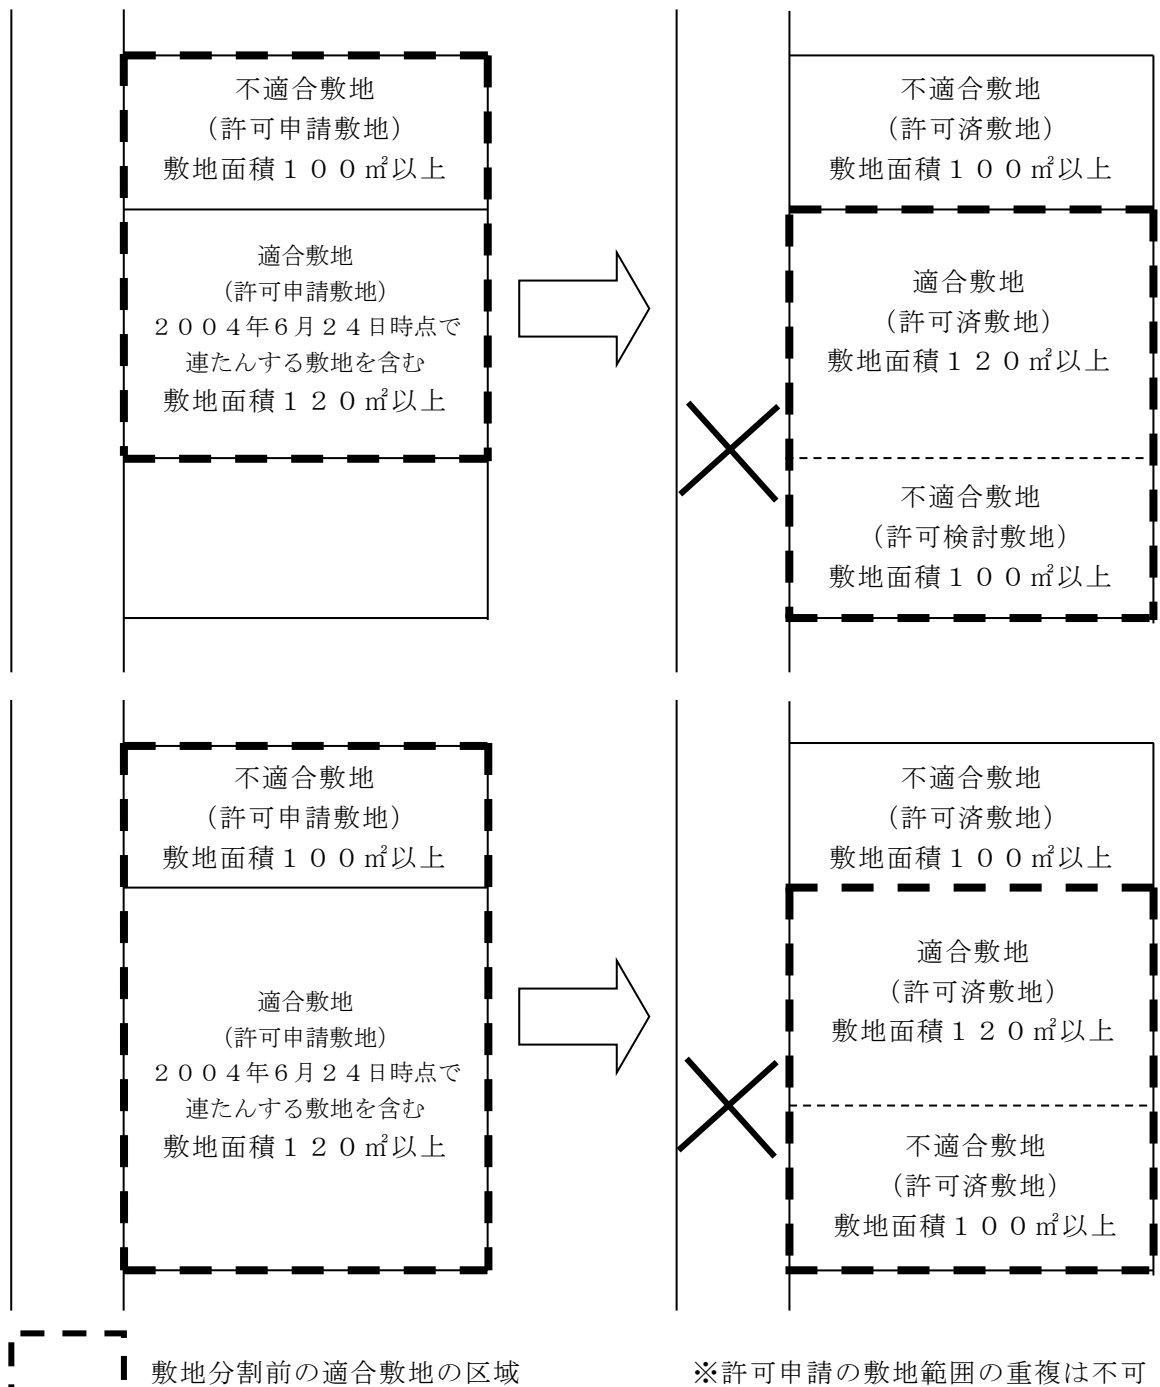 不適合敷地
（許可申請敷地）
敷地面積１００㎡以上
適合敷地
（許可申請敷地）
２００４年６月２４日時点で
連たんする敷地を含む
敷地面積１２０㎡以上
不適合敷地
（許可済敷地）
敷地面積１００㎡以上
適合敷地
（許可済敷地）
敷地面積１２０㎡以上
不適合敷地
（許可検討敷地）
敷地面積１００㎡以上
不適合敷地
（許可申請敷地）
敷地面積１００㎡以上
適合敷地
（許可申請敷地）
２００４年６月２４日時点で
連たんする敷地を含む
敷地面積１２０㎡以上
不適合敷地
（許可済敷地）
敷地面積１００㎡以上
適合敷地
（許可済敷地）
敷地面積１２０㎡以上
不適合敷地
（許可済敷地）
敷地面積１００㎡以上
敷地分割前の適合敷地の区域
※許可申請の敷地範囲の重複は不可